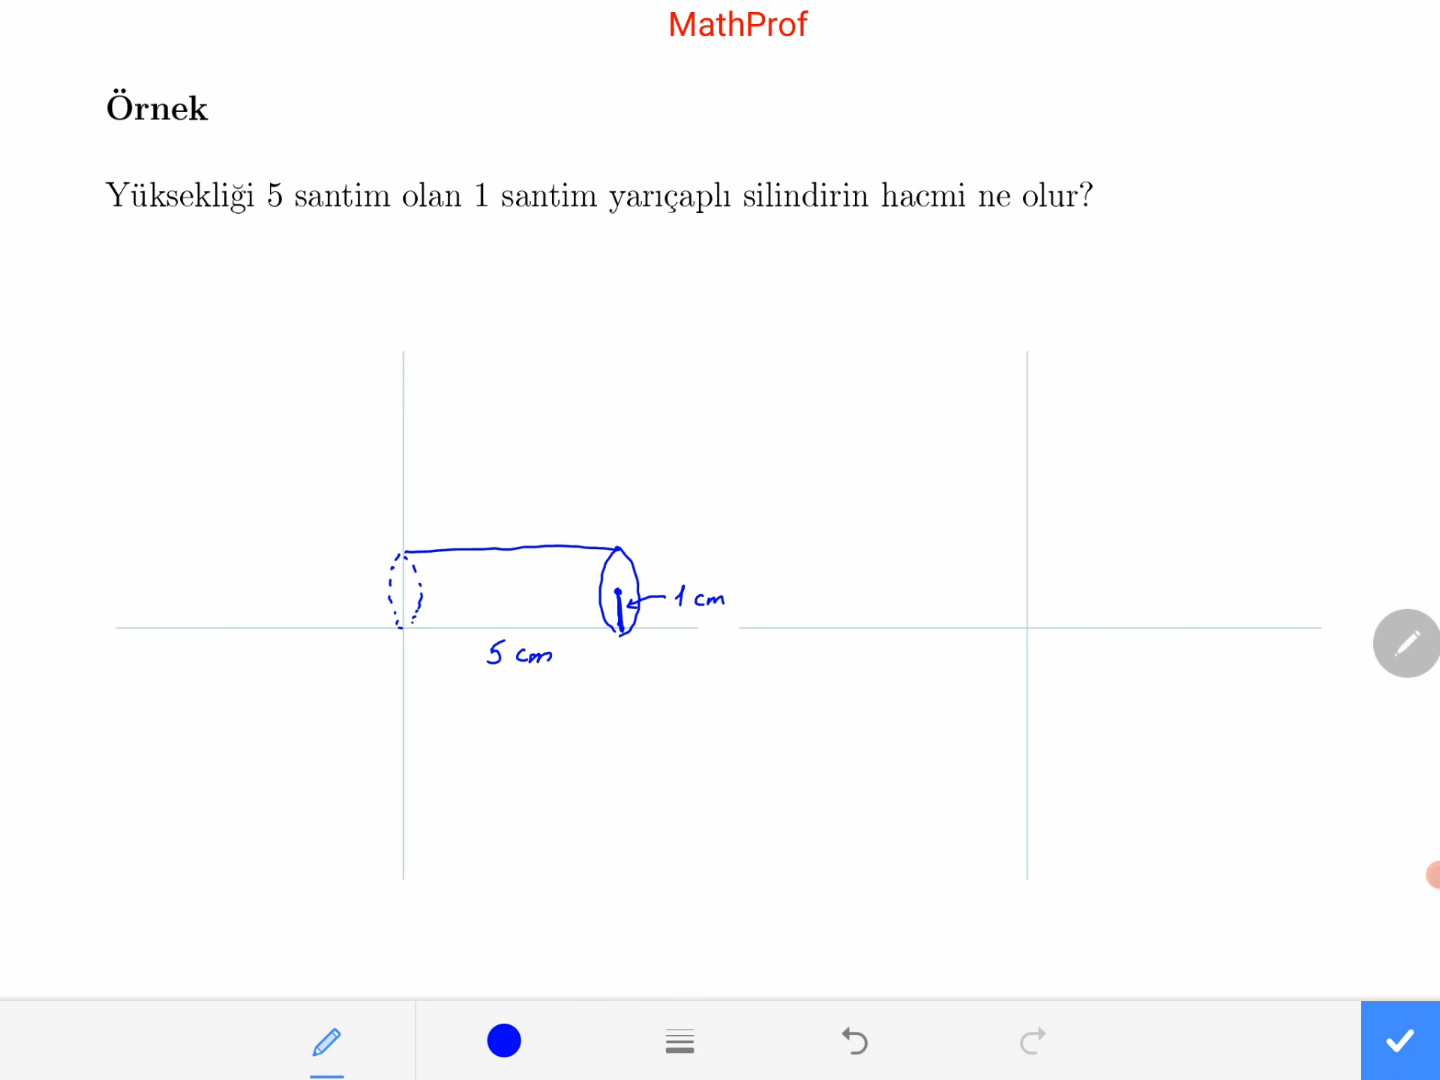 MathProf
Örnek
Yüksekliği 5 santim olan 1 santim yarıçaplı silindirin hacmi ne olur?
1 cm
5 cm